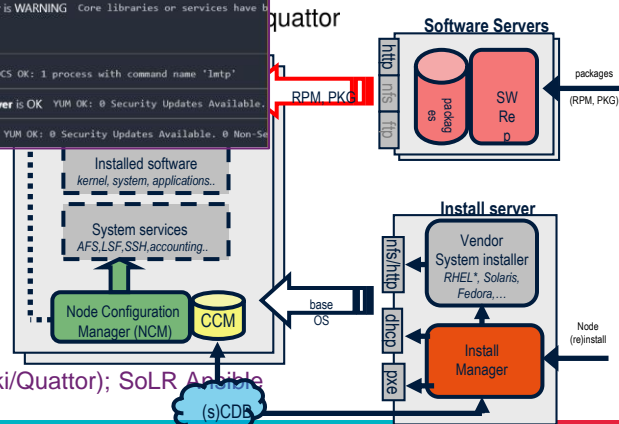 is WARNING Core libraries or services have b
quattor
CS OK: 1 process with command name 'lmtp'
ver is OK YUM OK: 0 Security Updates Available.
YUM OK: 0 Security Updates Available. 0 Non-Se
Software Servers
http
nfs
ftp
packag
es
SW
Re
p
packages
(RPM, PKG)
RPM, PKG
Installed software
kernel, system, applications..
System services
AFS,LSF,SSH,accounting..
Node Configuration
Manager (NCM)
CCM
base
OS
Install server
nfs/http
dhcp
pxe
Vendor
System installer
RHEL*, Solaris,
Fedora,...
Install
Manager
Node
(re)install
ki/Quattor); SoLR Ansible
(s)CDB